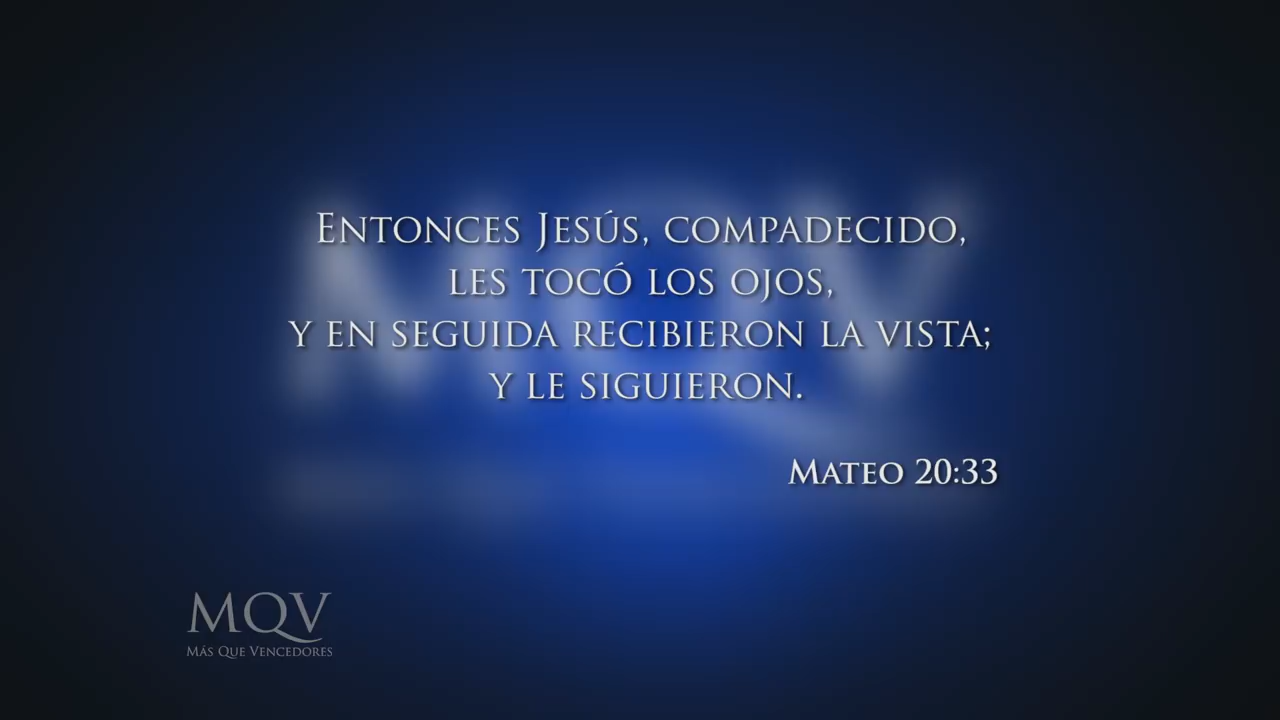 Entonces Jesús, compadecido,
les tocó los ojos,
y en seguida recibieron la vista;
y le siguieron.
Mateo 20:33
MQV
Más Que Vencedores